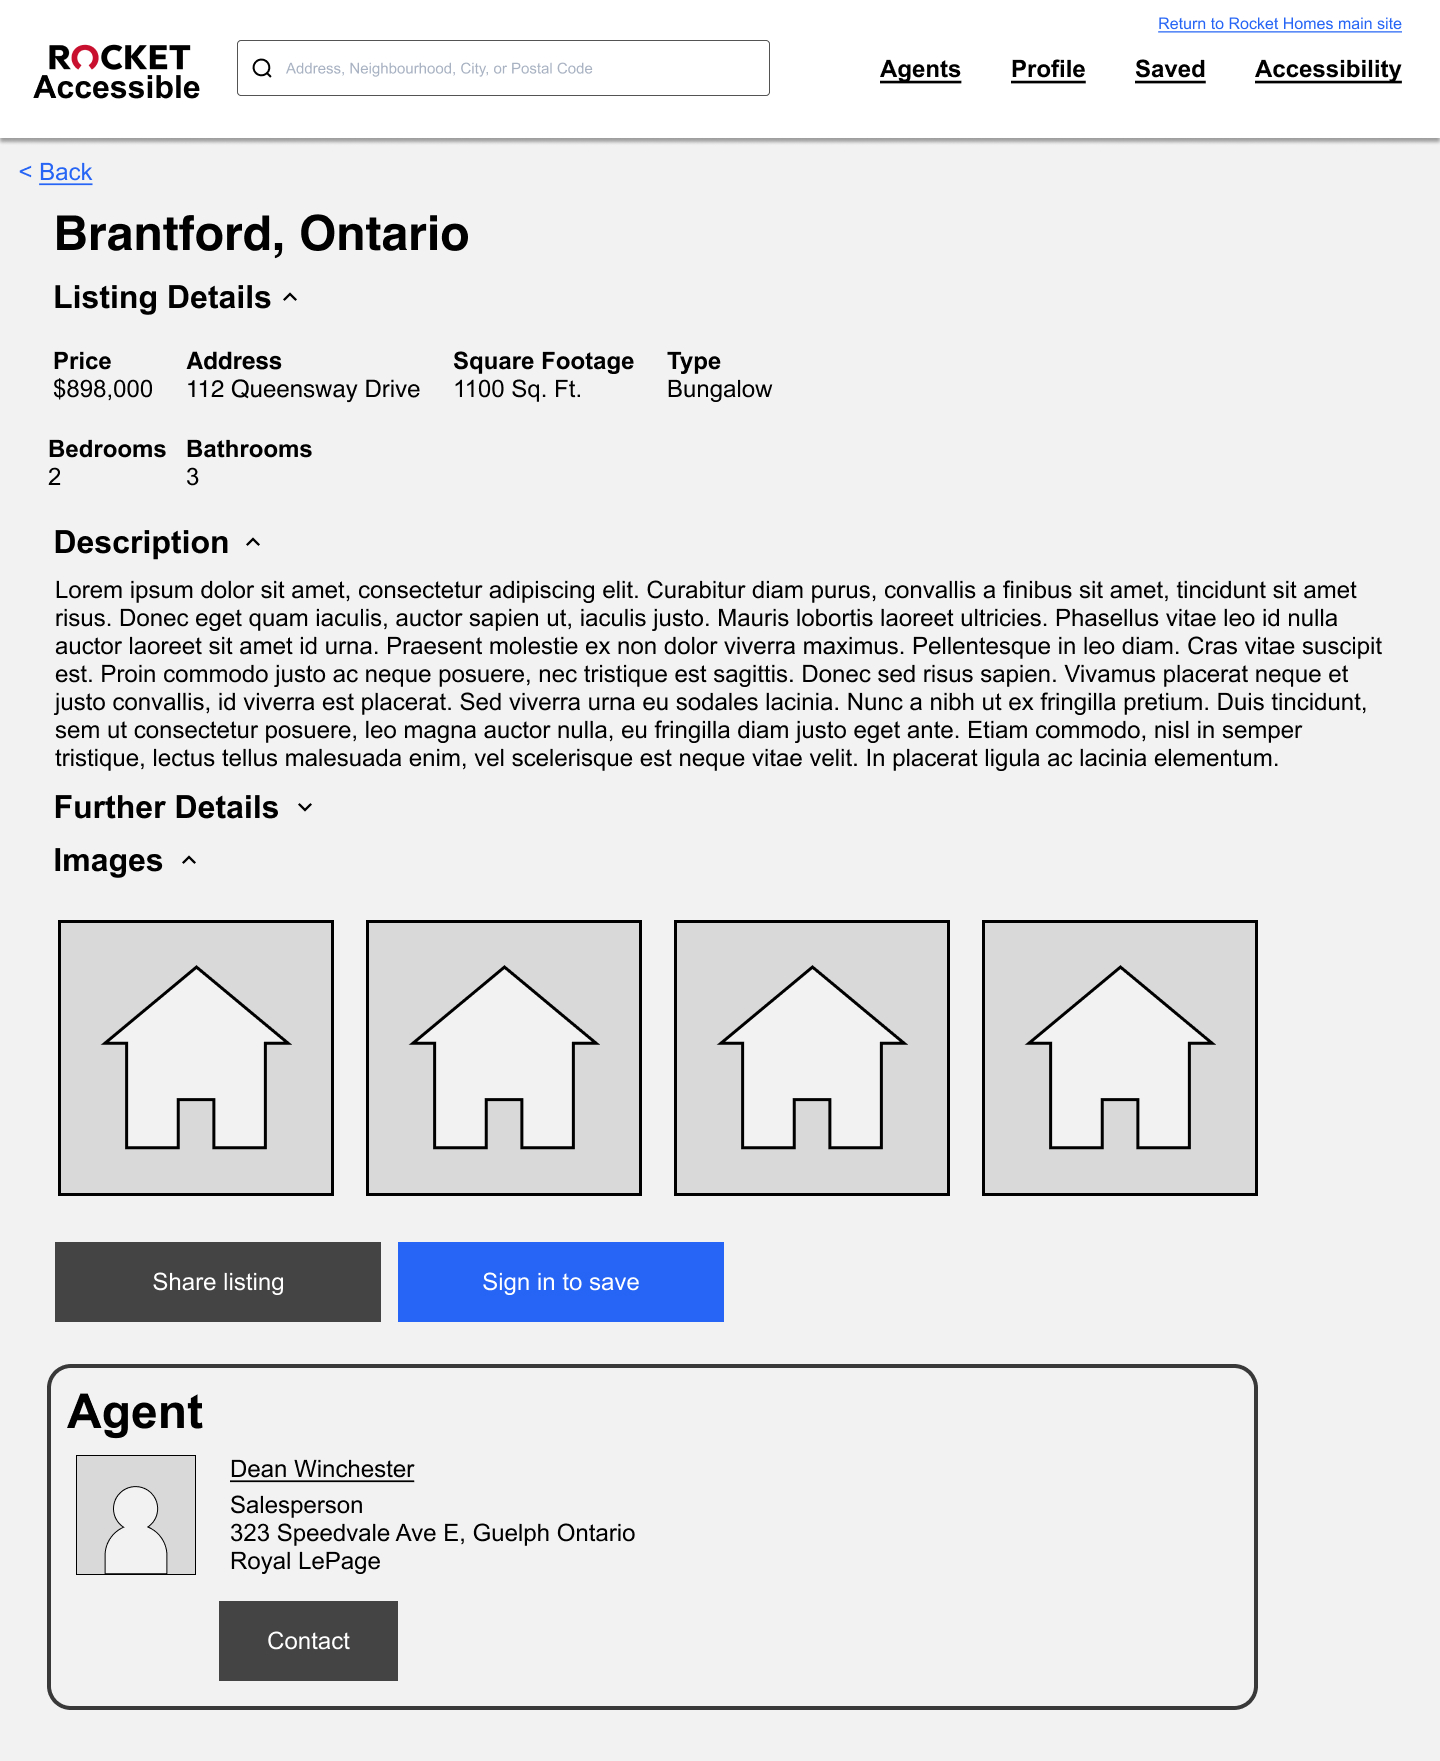 Return to Rocket Homes main site
ROCKET
Accessible
Address, Neighbourhood, City, or Postal Code
Agents Profile Saved Accessibility
< Back
Brantford, Ontario
Listing Details
Price Address Square Footage Type
$898,000 112 Queensway Drive 1100 Sq. Ft. Bungalow
Bedrooms Bathrooms
2 3
Description
Lorem ipsum dolor sit amet, consectetur adipiscing elit. Curabitur diam purus, convallis a finibus sit amet, tincidunt sit amet
risus. Donec eget quam iaculis, auctor sapien ut, iaculis justo. Mauris lobortis laoreet ultricies. Phasellus vitae leo id nulla
auctor laoreet sit amet id urna. Praesent molestie ex non dolor viverra maximus. Pellentesque in leo diam. Cras vitae suscipit
est. Proin commodo justo ac neque posuere, nec tristique est sagittis. Donec sed risus sapien. Vivamus placerat neque et
justo convallis, id viverra est placerat. Sed viverra urna eu sodales lacinia. Nunc a nibh ut ex fringilla pretium. Duis tincidunt,
sem ut consectetur posuere, leo magna auctor nulla, eu fringilla diam justo eget ante. Etiam commodo, nisl in semper
tristique, lectus tellus malesuada enim, vel scelerisque est neque vitae velit. In placerat ligula ac lacinia elementum.
Further Details
Images
Share listing Sign in to save
Agent
Dean Winchester
Salesperson
323 Speedvale Ave E, Guelph Ontario
Royal LePage
Contact